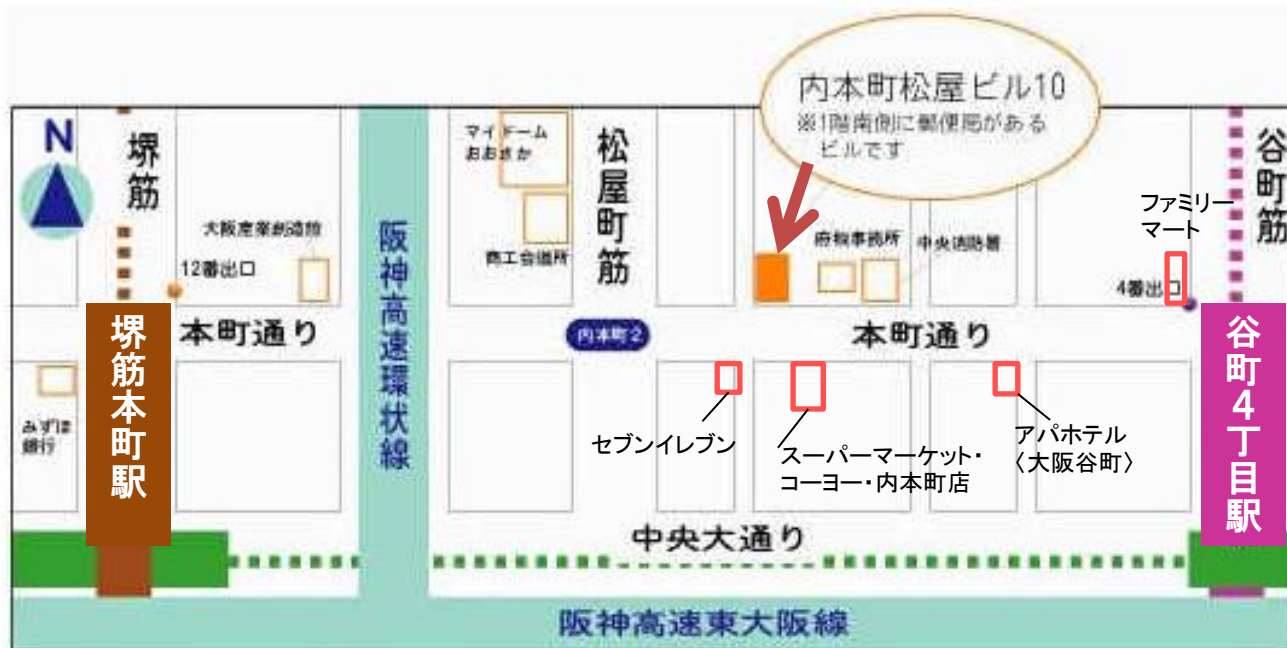 内本町松屋ビル10
※1階南側に郵便局がある
ビルです
N
堺筋
マイドーム
おおさか
松屋町筋
谷町筋
ファミリー
マート
大阪産業創造館
12番出口
阪神高速環状線
商工会議所
府税事務所
中央消防署
4番出口
本町通り
内本町2
本町通り
堺筋本町駅
谷町4丁目駅
みずほ
銀行
セブンイレブン
スーパーマーケット・
コーヨー・内本町店
アパホテル
〈大阪谷町〉
中央大通り
阪神高速東大阪線